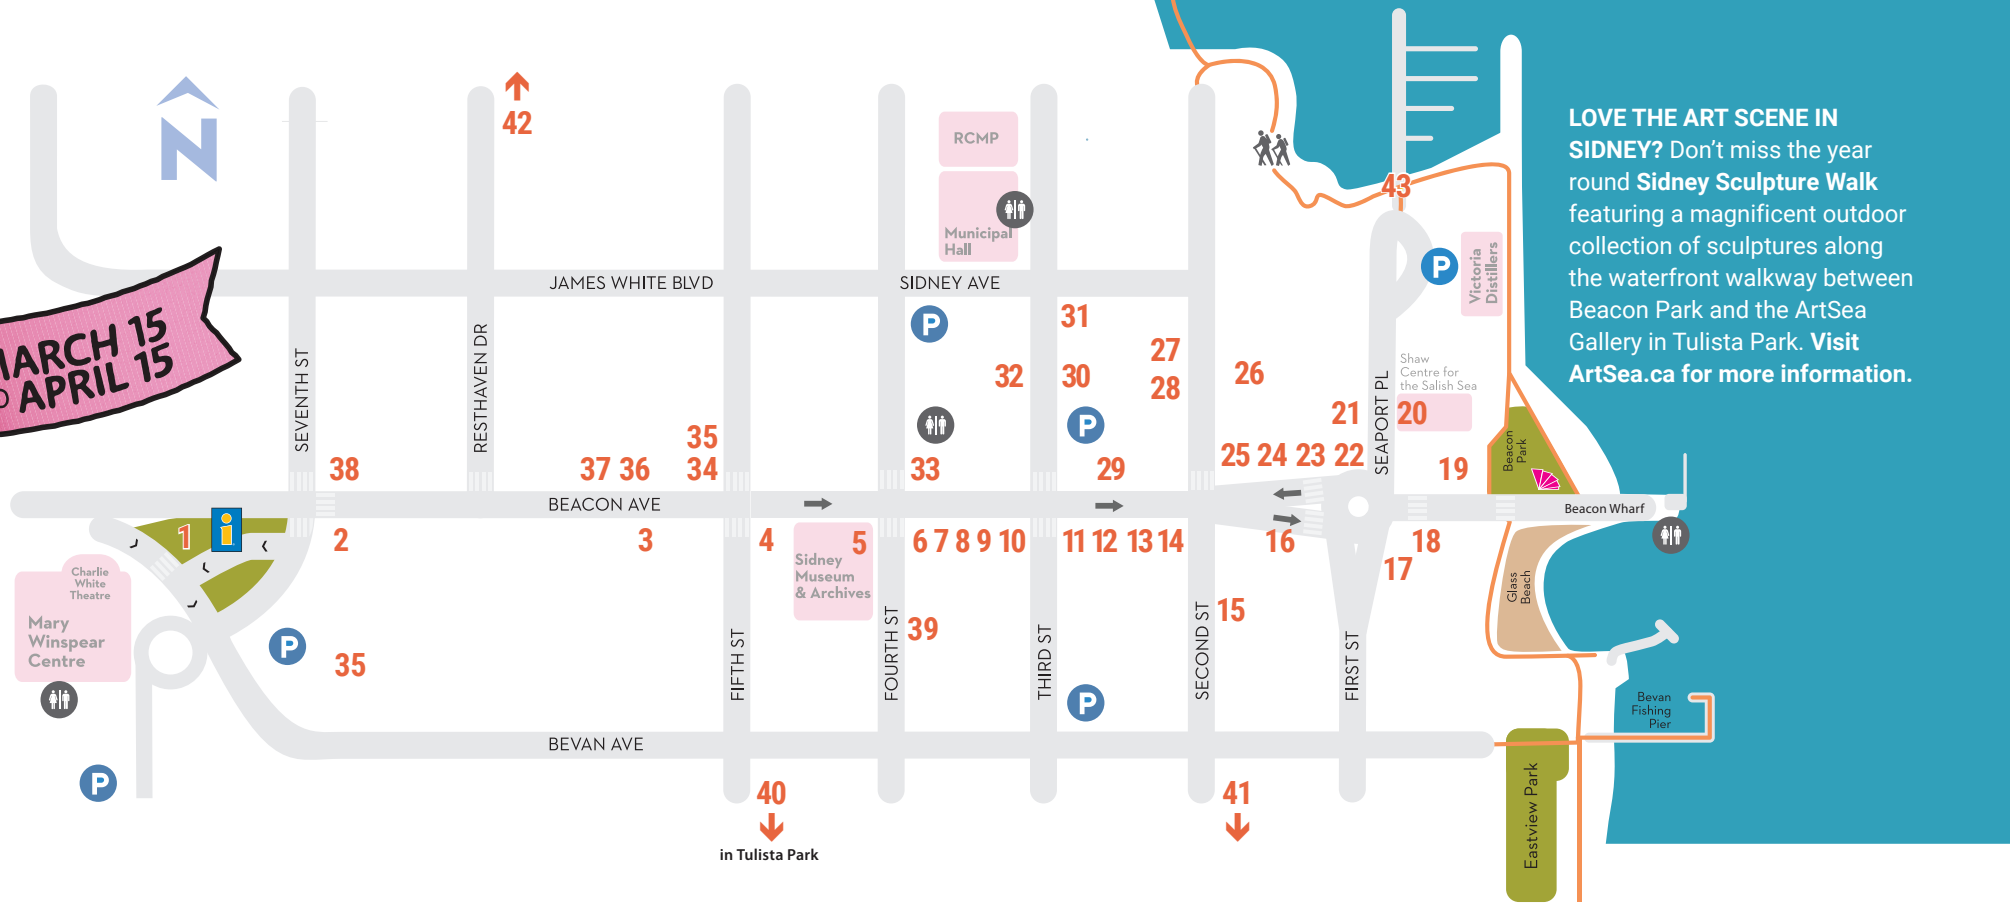 N
42
RCMP
Municipal
Hall
43
P
Victoria
Distillers
LOVE THE ART SCENE IN
SIDNEY? Don't miss the year
round Sidney Sculpture Walk
featuring a magnificent outdoor
collection of sculptures along
the waterfront walkway between
Beacon Park and the ArtSea
Gallery in Tulista Park. Visit
ArtSea.ca for more information.
JAMES WHITE BLVD
SIDNEY AVE
ARCH 15
APRIL 15
SEVENTH ST
RESTHAVEN DR
P
31
27
32
30
28
26
Shaw
Centre for
the Salish Sea
SEAPORT PL
21
20
P
35
38
37 36
34
33
29
25 24 23 22
19
Beacon
Park
BEACON AVE
Beacon Wharf
1
i
2
3
4
5
6 7 8 9 10
11 12 13 14
16
18
17
Sidney
Museum
& Archives
Charlie
White
Theatre
Mary
Winspear
Centre
Glass
Beach
15
39
P
35
FIFTH ST
FOURTH ST
THIRD ST
SECOND ST
FIRST ST
P
Bevan
Fishing
Pier
BEVAN AVE
P
40
in Tulista Park
41
Eastview Park